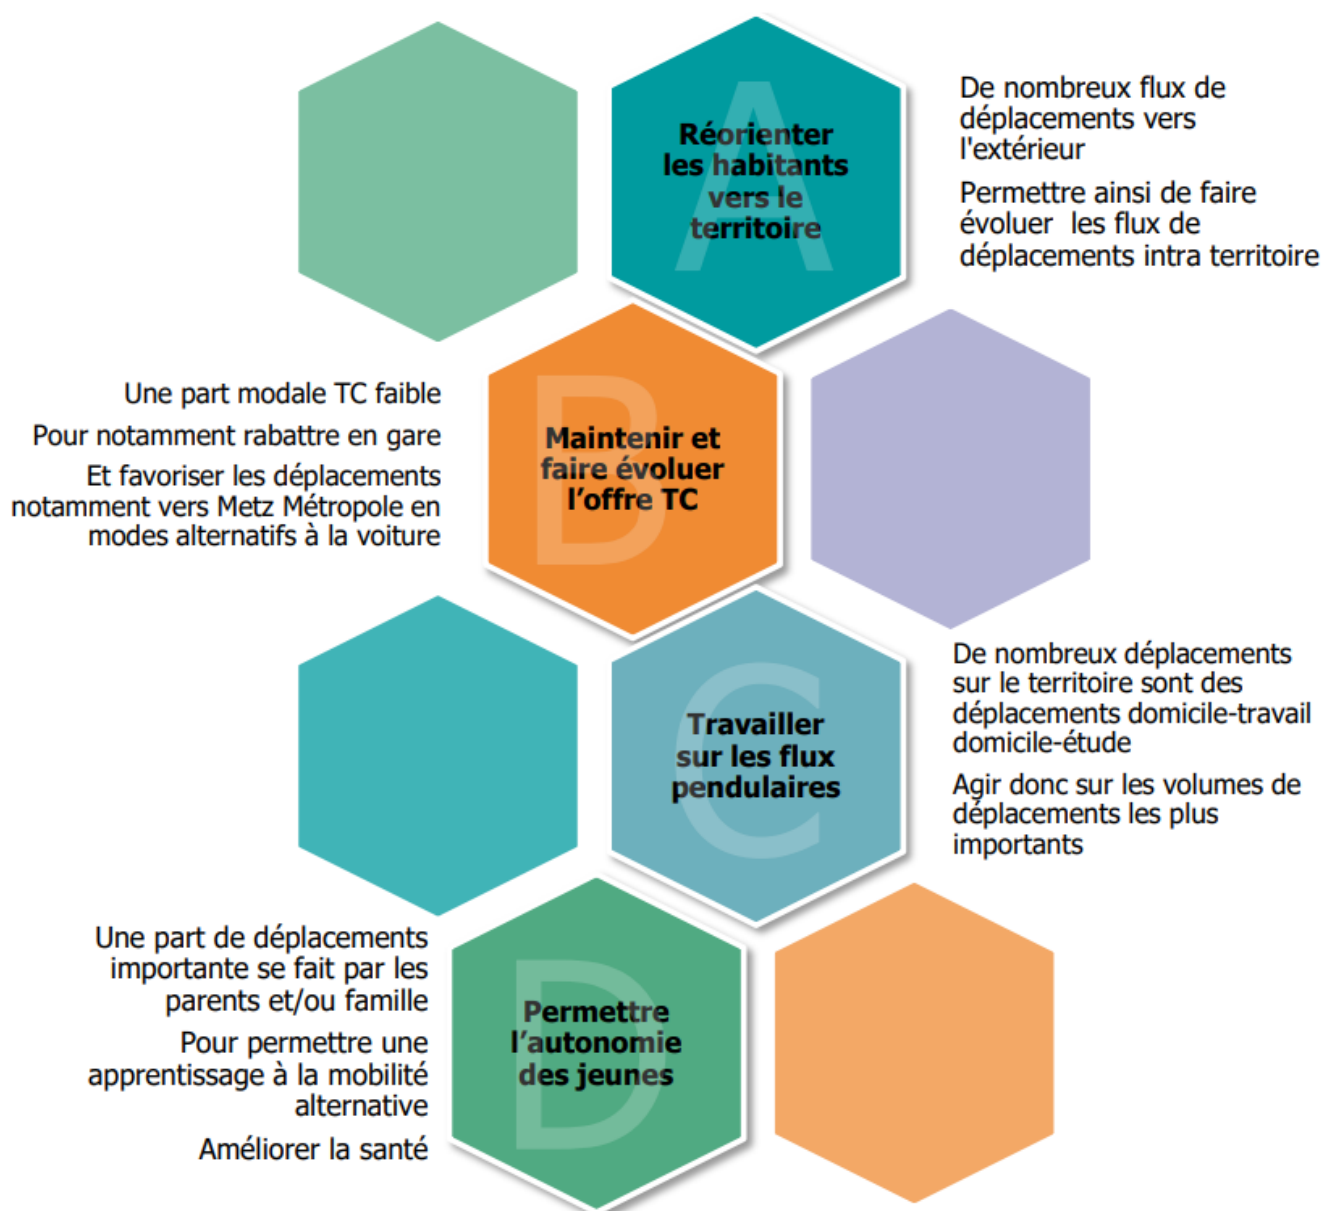 A
Réorienter
les habitants
vers le
territoire
De nombreux flux de
déplacements vers
l'extérieur
Permettre ainsi de faire
évoluer les flux de
déplacements intra territoire
Une part modale TC faible
Pour notamment rabattre en gare
Et favoriser les déplacements
notamment vers Metz Métropole en
modes alternatifs à la voiture
B
Maintenir et
faire évoluer
l’offre TC
C
Travailler
sur les flux
pendulaires
De nombreux déplacements
sur le territoire sont des
déplacements domicile-travail
domicile-étude
Agir donc sur les volumes de
déplacements les plus
importants
Une part de déplacements
importante se fait par les
parents et/ou famille
Pour permettre une
apprentissage à la mobilité
alternative
Améliorer la santé
D
Permettre
l’autonomie
des jeunes